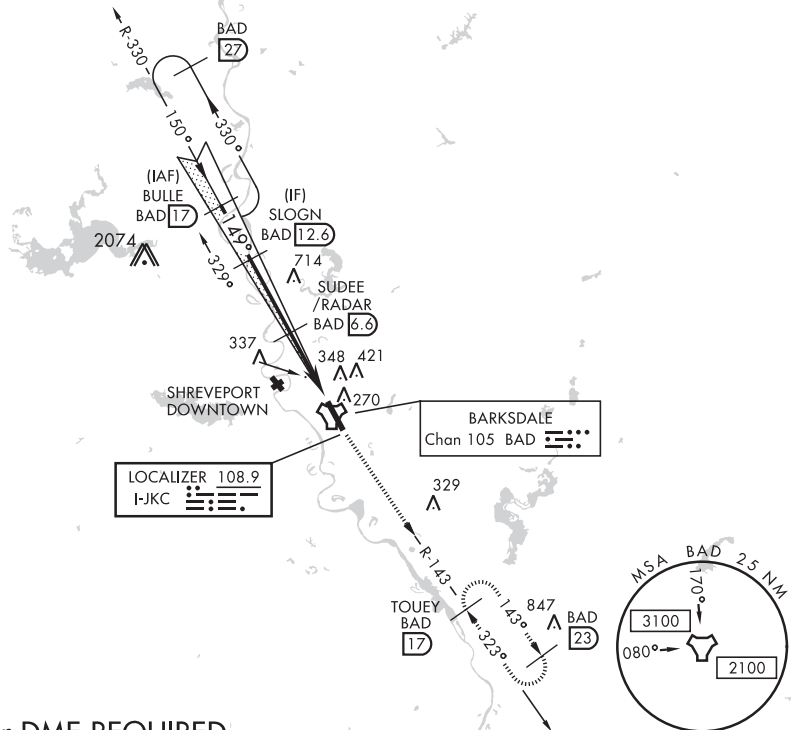 R-330
BAD
27
150°
330°
(IAF)
BULLE
BAD 17
149°
(IF)
SLOGN
BAD 12.6
2074
329°
714
SUDEE
/RADAR
BAD 6.6
337
348
421
SHREVEPORT
DOWNTOWN
270
BARKSDALE
Chan 105 BAD
LOCALIZER 108.9
I-JKC
329
R-143
TOUEY
BAD
17
143°
323°
847
BAD
23
MSA BAD 25 NM
170°
3100
080°
2100
DME REQUIRED